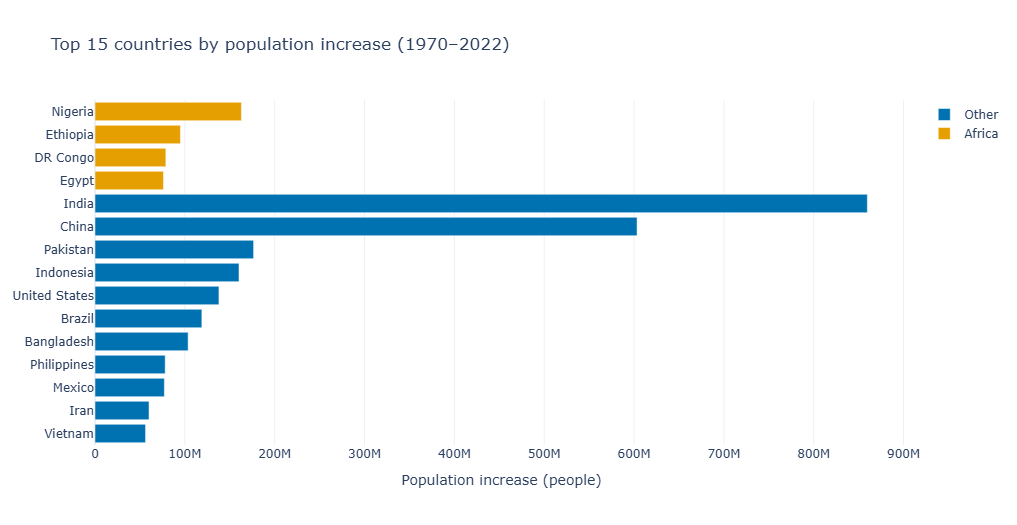 Top 15 countries by population increase (1970–2022)
Nigeria
Ethiopia
DR Congo
Egypt
India
China
Pakistan
Indonesia
United States
Brazil
Bangladesh
Philippines
Mexico
Iran
Vietnam
0 100M 200M 300M 400M 500M 600M 700M 800M 900M
Population increase (people)
Other
Africa